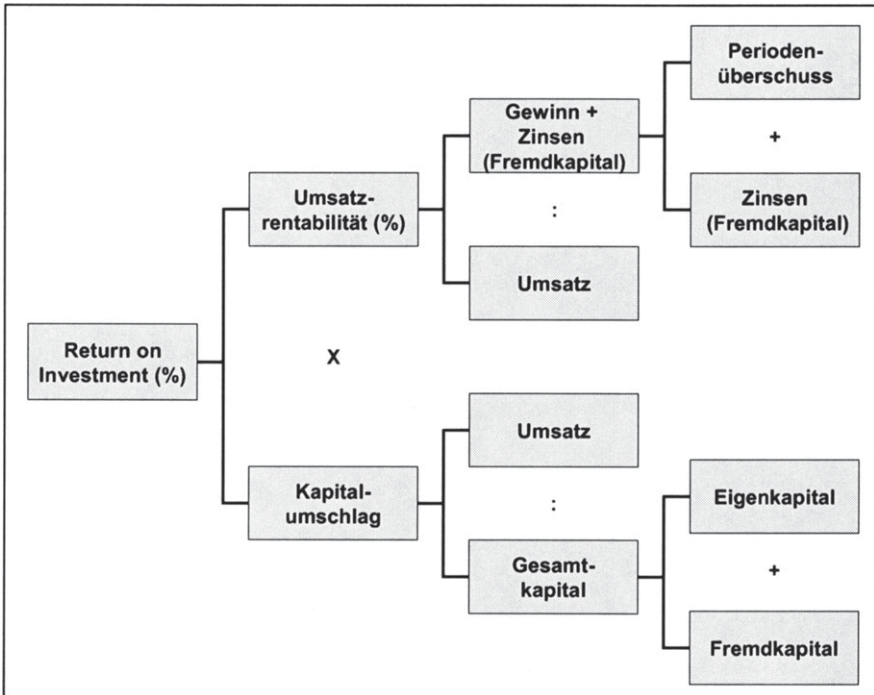 Perioden-
überschuss
Gewinn +
Zinsen
(Fremdkapital)
+
Umsatz-
rentabilität (%)
:
Zinsen
(Fremdkapital)
Umsatz
Return on
Investment (%)
X
Umsatz
Kapital-
umschlag
:
Eigenkapital
Gesamt-
kapital
+
Fremdkapital